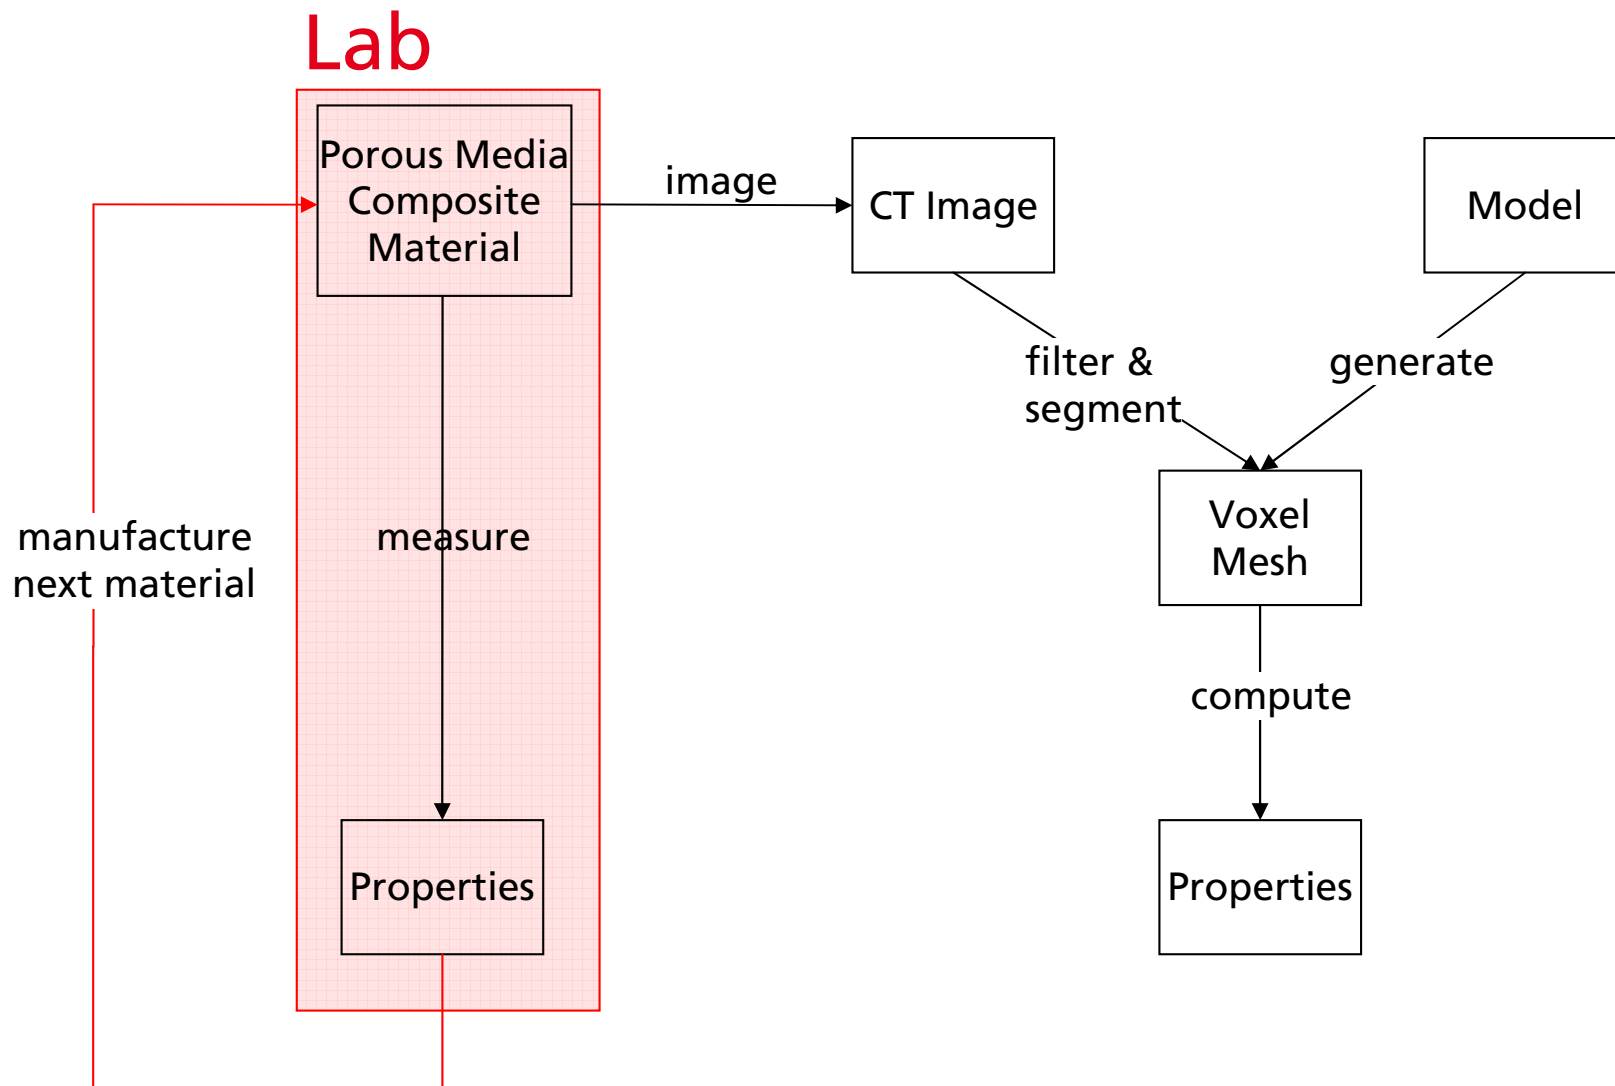 Lab
Porous Media
Composite
Material
image
CT Image
Model
filter &
segment
generate
manufacture
next material
measure
Voxel
Mesh
compute
Properties
Properties